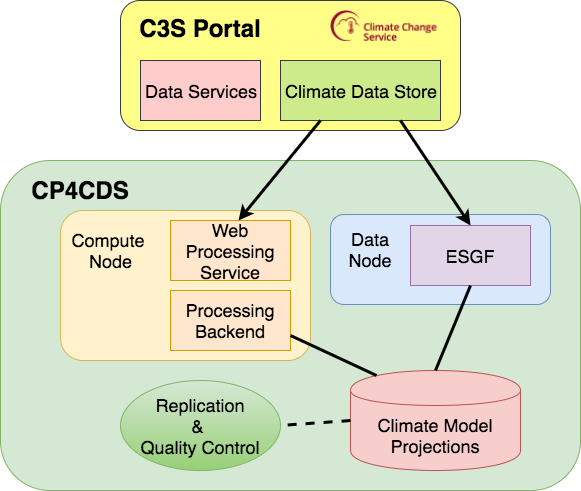 C3S Portal
Climate Change
Service
Data Services
Climate Data Store
CP4CDS
Compute
Node
Web
Processing
Service
Processing
Backend
Data
Node
ESGF
Replication
&
Quality Control
Climate Model
Projections